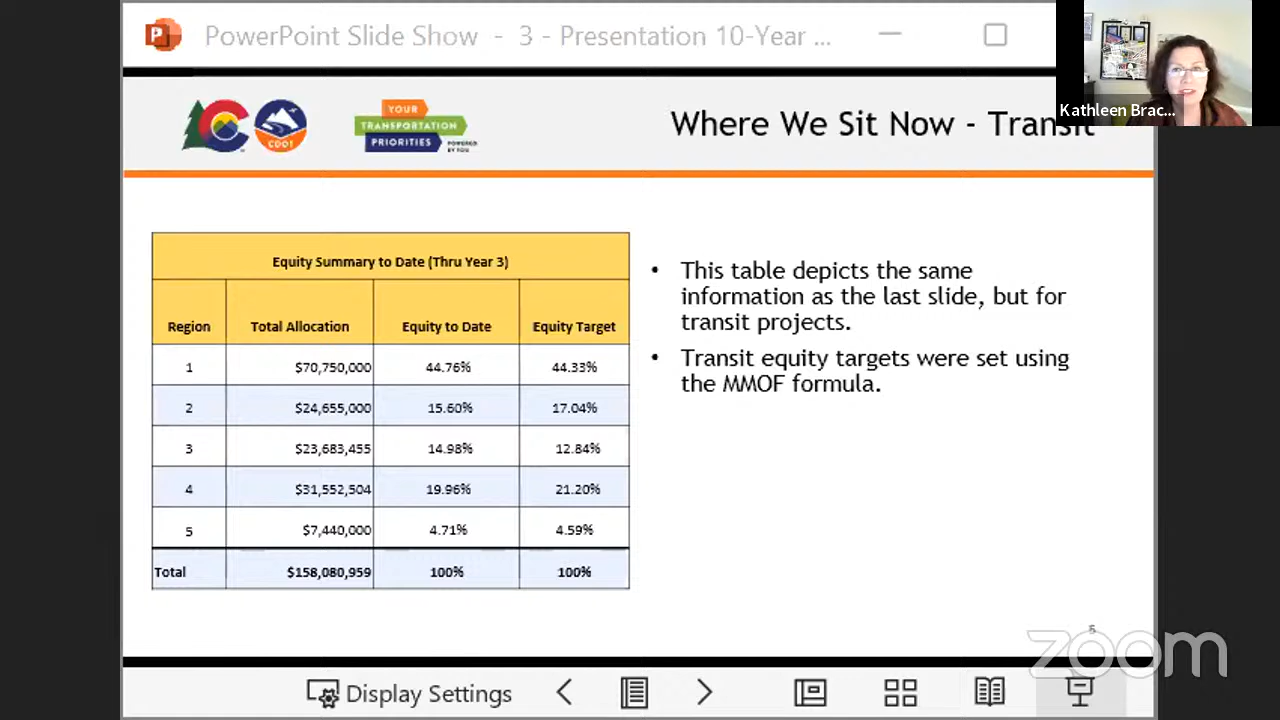 PowerPoint Slide Show - 3 - Presentation 10-Year ...
Kathleen Brac...
CDOT
YOUR
TRANSPORTATION
PRIORITIES
POWERED
BY YOU
Where We Sit Now - Transit
Equity Summary to Date (Thru Year 3)
Region Total Allocation Equity to Date Equity Target
1 $70,750,000 44.76% 44.33%
2 $24,655,000 15.60% 17.04%
3 $23,683,455 14.98% 12.84%
4 $31,552,504 19.96% 21.20%
5 $7,440,000 4.71% 4.59%
Total $158,080,959 100% 100%
• This table depicts the same
information as the last slide, but for
transit projects.
• Transit equity targets were set using
the MMOF formula.
5
zoom
Display Settings